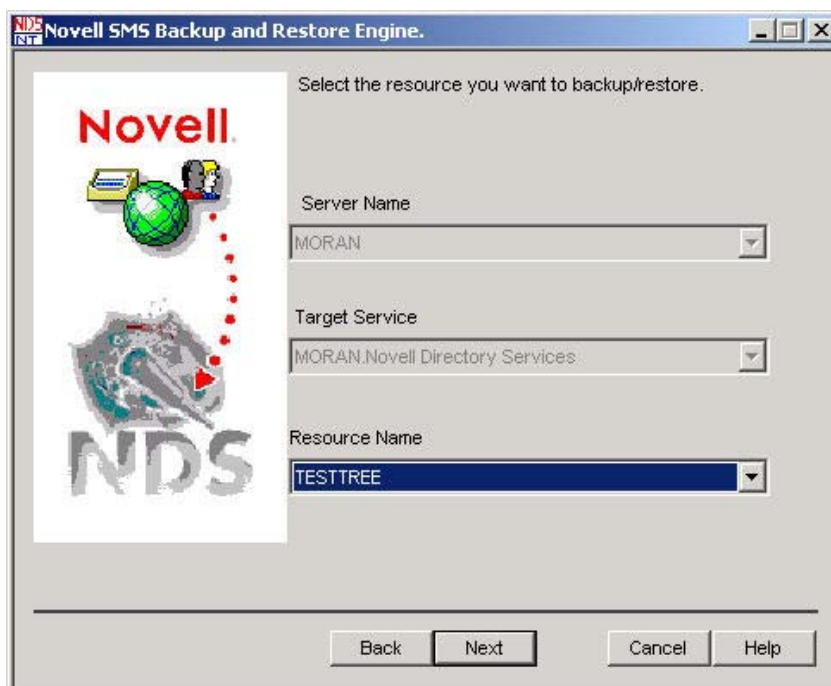 NDS
NT
Novell SMS Backup and Restore Engine.
Novell.
NDS
Select the resource you want to backup/restore.
Server Name
MORAN
Target Service
MORAN.Novell Directory Services
Resource Name
TESTTREE
Back Next Cancel Help